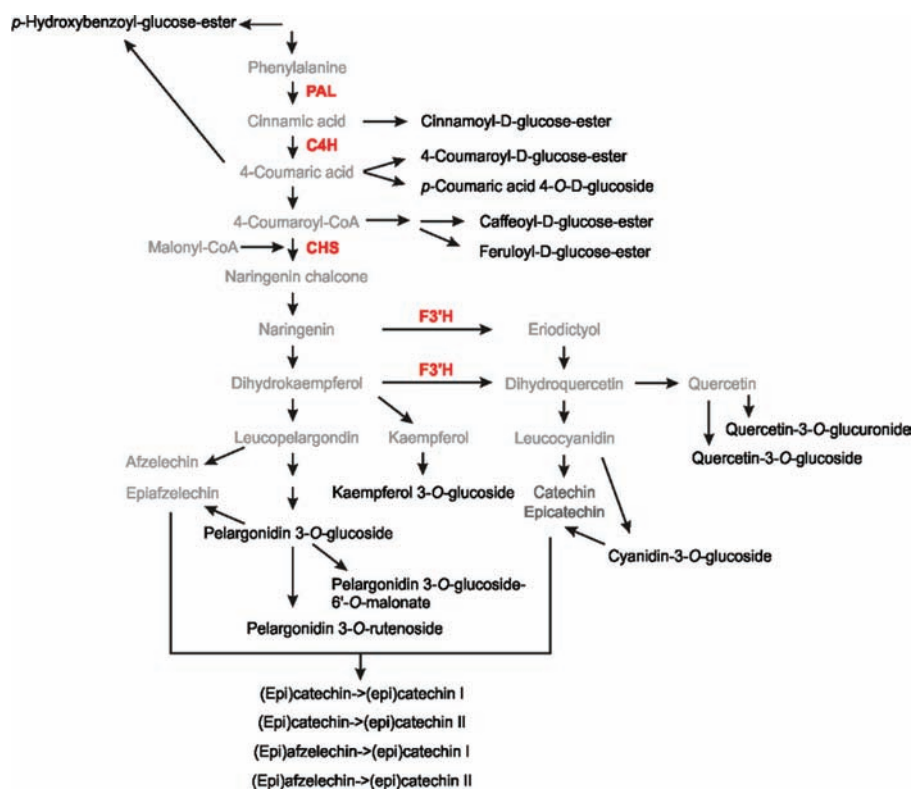 p-Hydroxybenzoyl-glucose-ester
Phenylalanine
PAL
Cinnamic acid
Cinnamoyl-D-glucose-ester
C4H
4-Coumaroyl-D-glucose-ester
4-Coumaric acid
p-Coumaric acid 4-O-D-glucoside
4-Coumaroyl-CoA
Caffeoyl-D-glucose-ester
Malonyl-CoA
CHS
Feruloyl-D-glucose-ester
Naringenin chalcone
F3'H
Naringenin
Eriodictyol
F3'H
Dihydrokaempferol
Dihydroquercetin
Quercetin
Quercetin-3-O-glucuronide
Leucopelargondin
Kaempferol
Leucocyanidin
Quercetin-3-O-glucoside
Afzelechin
Epiafzelechin
Kaempferol 3-O-glucoside
Catechin
Epicatechin
Pelargonidin 3-O-glucoside
Cyanidin-3-O-glucoside
Pelargonidin 3-O-glucoside-
6'-O-malonate
Pelargonidin 3-O-rutenoside
(Epi)catechin->(epi)catechin I
(Epi)catechin->(epi)catechin II
(Epi)afzelechin->(epi)catechin I
(Epi)afzelechin->(epi)catechin II